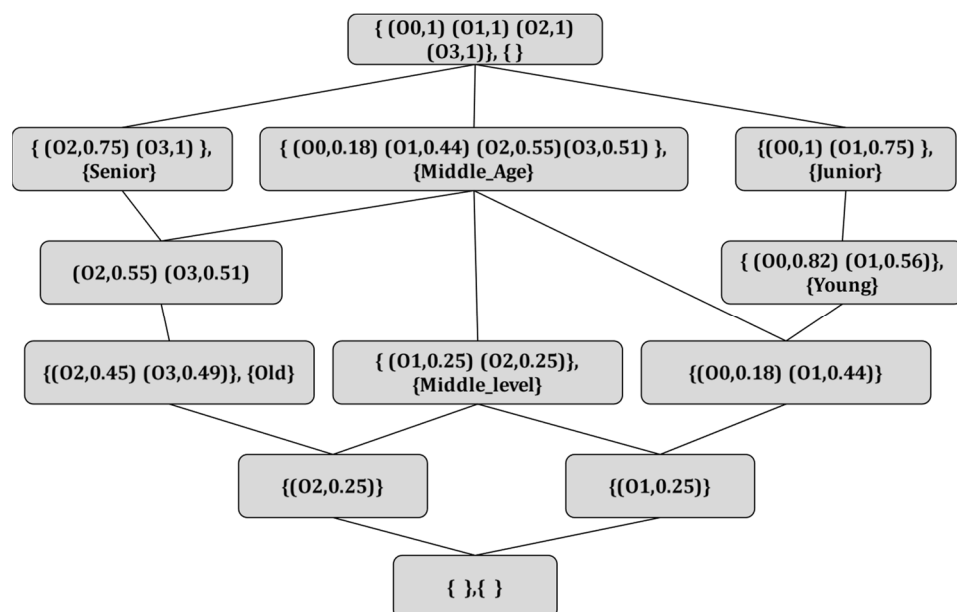 { (O0,1) (O1,1) (O2,1)
(O3,1)}, { }
{ (O2,0.75) (O3,1) },
{Senior}
{ (O0,0.18) (O1,0.44) (O2,0.55)(O3,0.51) },
{Middle_Age}
{(O0,1) (O1,0.75) },
{Junior}
(O2,0.55) (O3,0.51)
{ (O0,0.82) (O1,0.56)},
{Young}
{(O2,0.45) (O3,0.49)}, {Old}
{ (O1,0.25) (O2,0.25)},
{Middle_level}
{(O0,0.18) (O1,0.44)}
{(O2,0.25)}
{(O1,0.25)}
{ },{ }